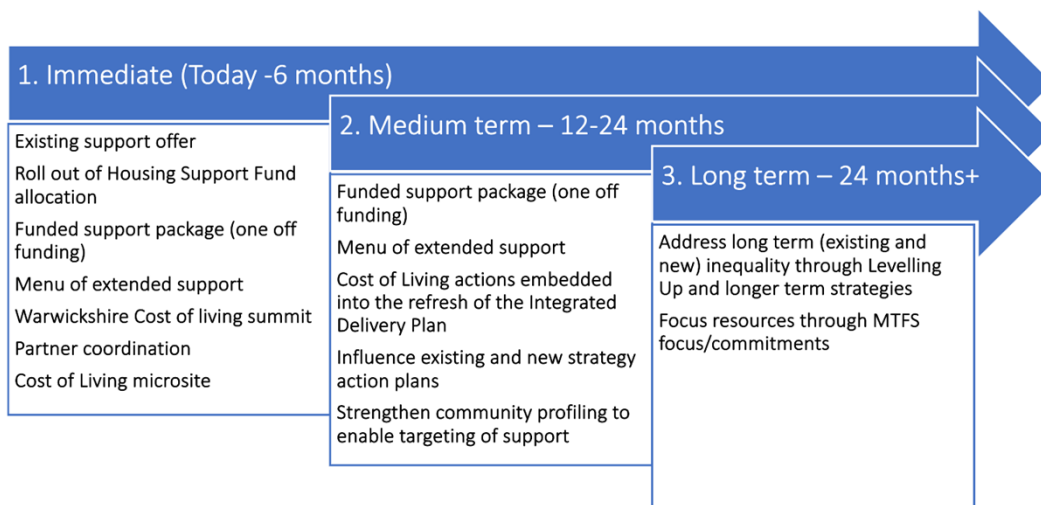 1. Immediate (Today -6 months)
Existing support offer
Roll out of Housing Support Fund
allocation
Funded support package (one off
funding)
Menu of extended support
Warwickshire Cost of living summit
Partner coordination
Cost of Living microsite
2. Medium term – 12-24 months
Funded support package (one off
funding)
Menu of extended support
Cost of Living actions embedded
into the refresh of the Integrated
Delivery Plan
Influence existing and new strategy
action plans
Strengthen community profiling to
enable targeting of support
3. Long term – 24 months+
Address long term (existing and
new) inequality through Levelling
Up and longer term strategies
Focus resources through MTFS
focus/commitments